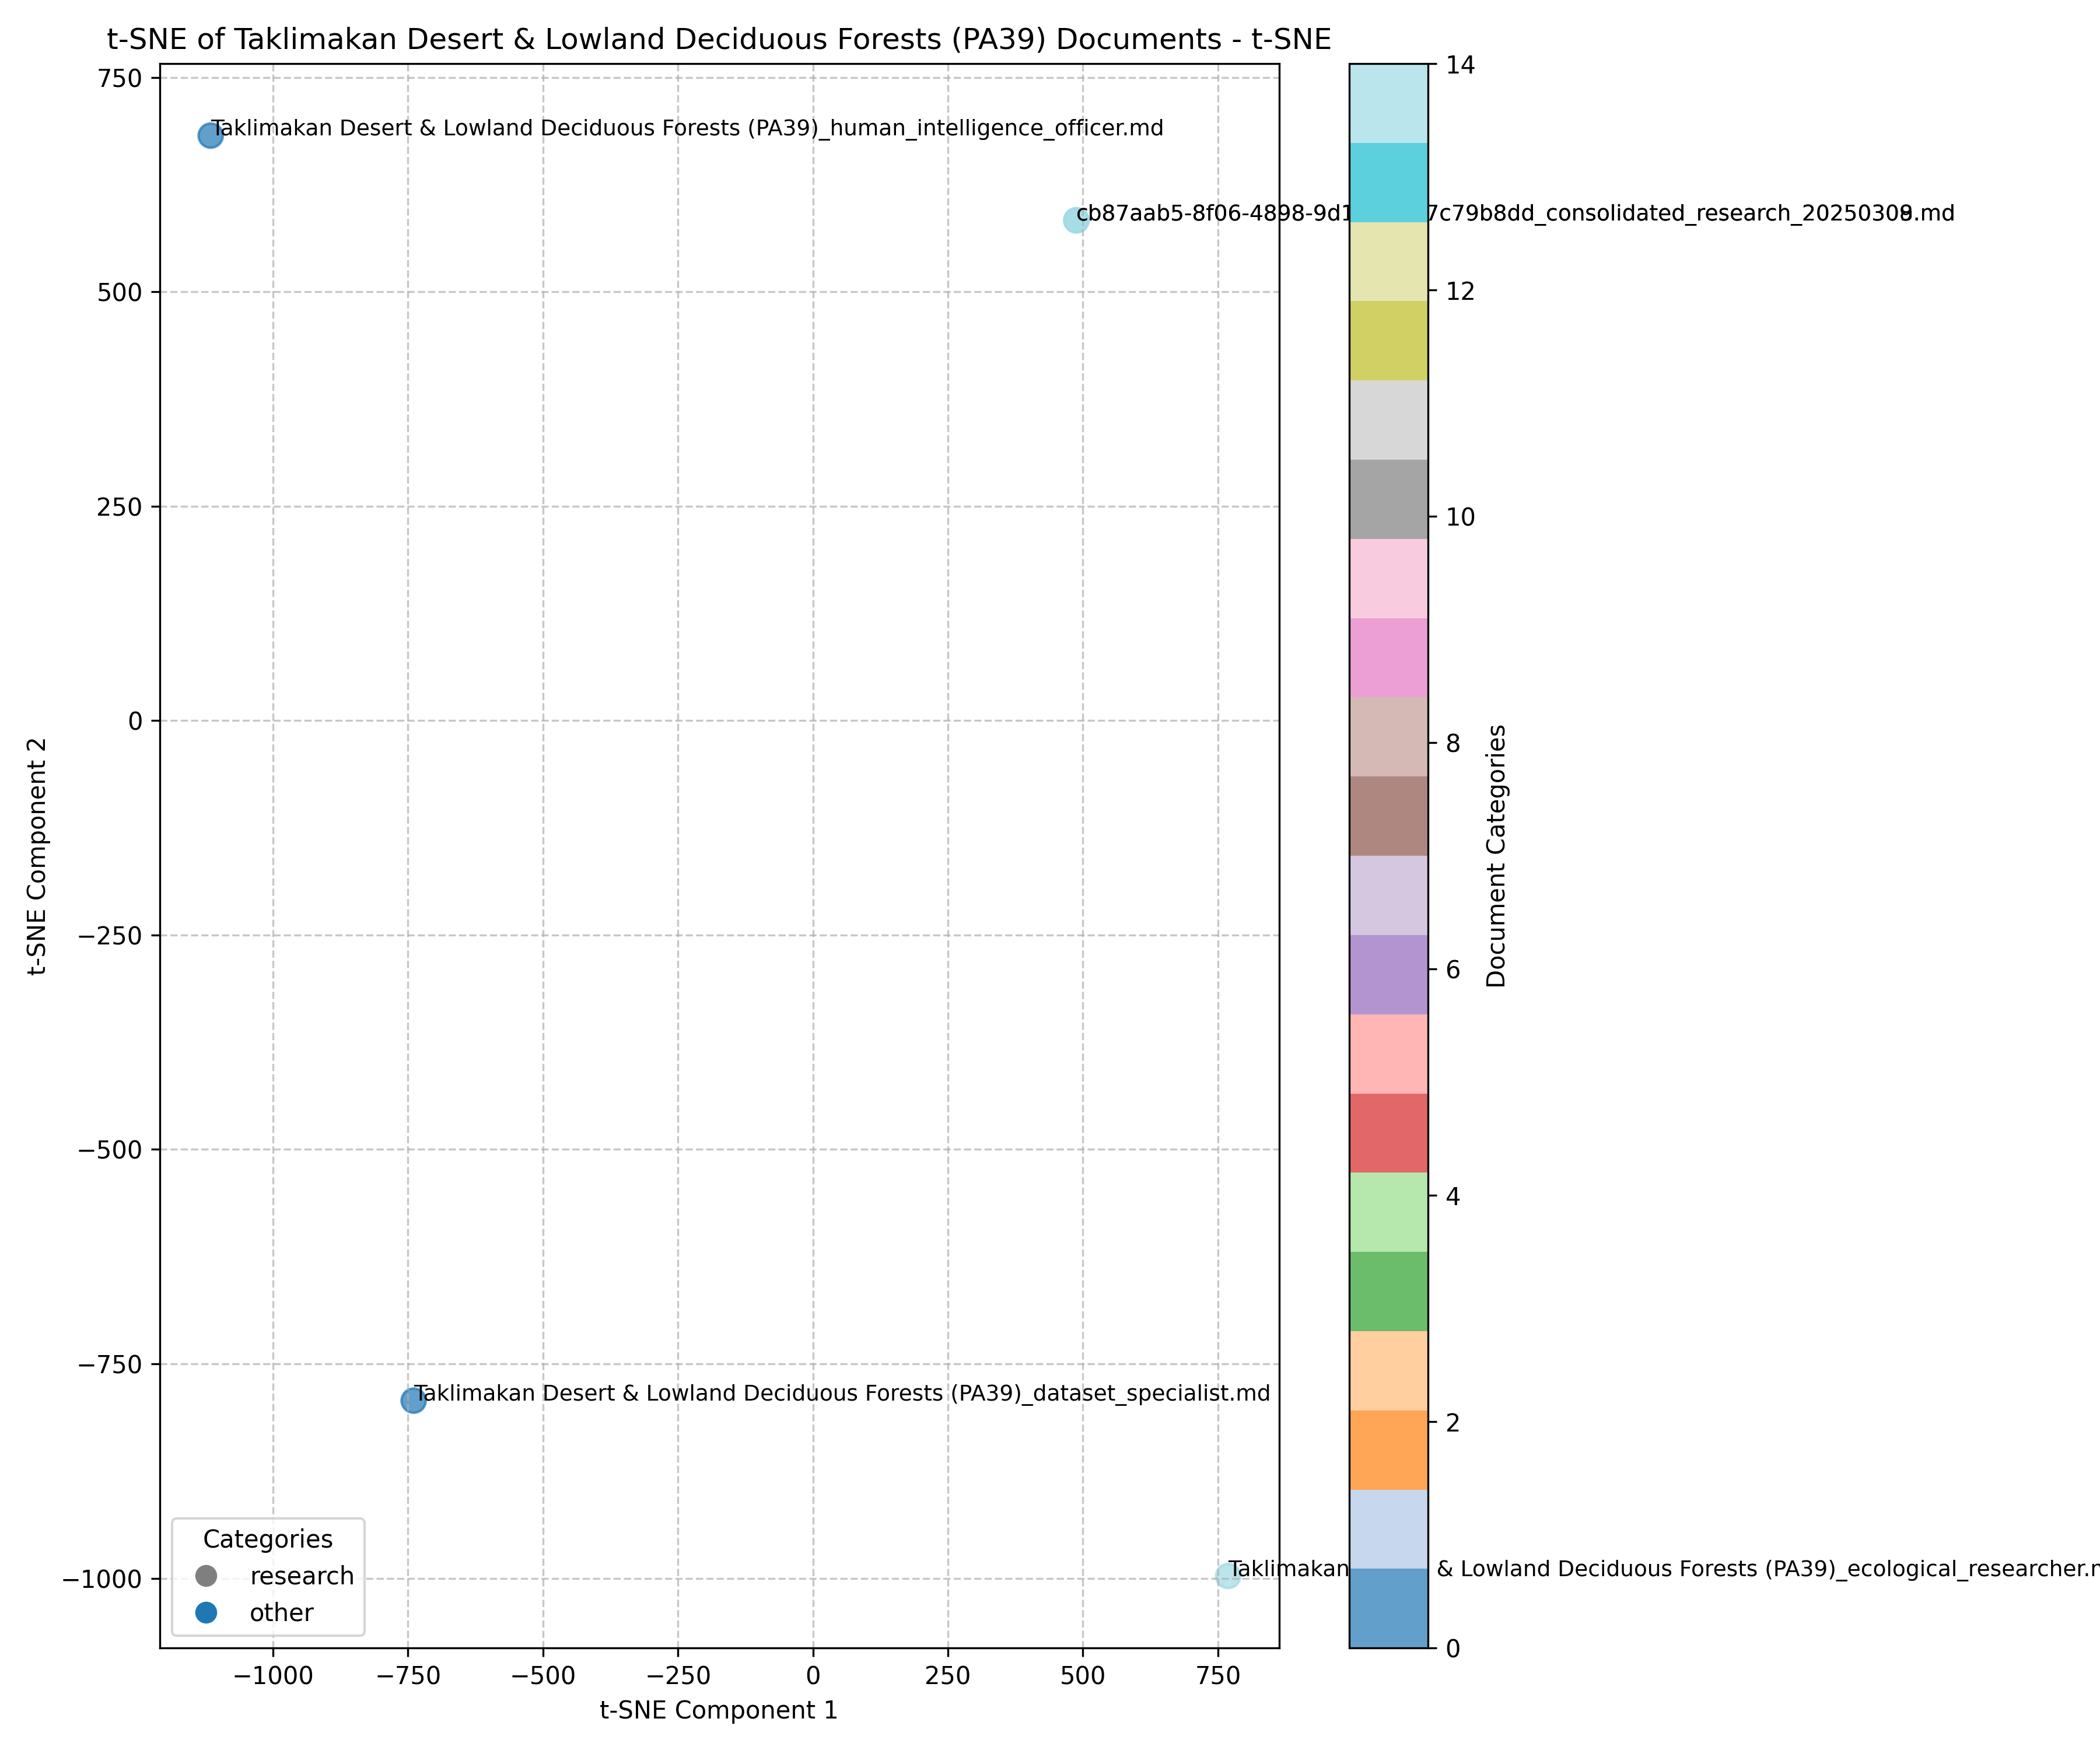 t-SNE of Taklimakan Desert & Lowland Deciduous Forests (PA39) Documents - t-SNE
750
500
250
0
−250
−500
−750
−1000
t-SNE Component 2
Taklimakan Desert & Lowland Deciduous Forests (PA39)_human_intelligence_officer.md
cb87aab5-8f06-4898-9d1 7c79b8dd_consolidated_research_.md
Taklimakan Desert & Lowland Deciduous Forests (PA39)_dataset_specialist.md
Taklimakan & Lowland Deciduous Forests (PA39)_ecological_researcher.
Categories
research
other
−1000
−750
−500
−250
0
250
500
750
t-SNE Component 1
14
12
10
8
6
4
2
0
Document Categories